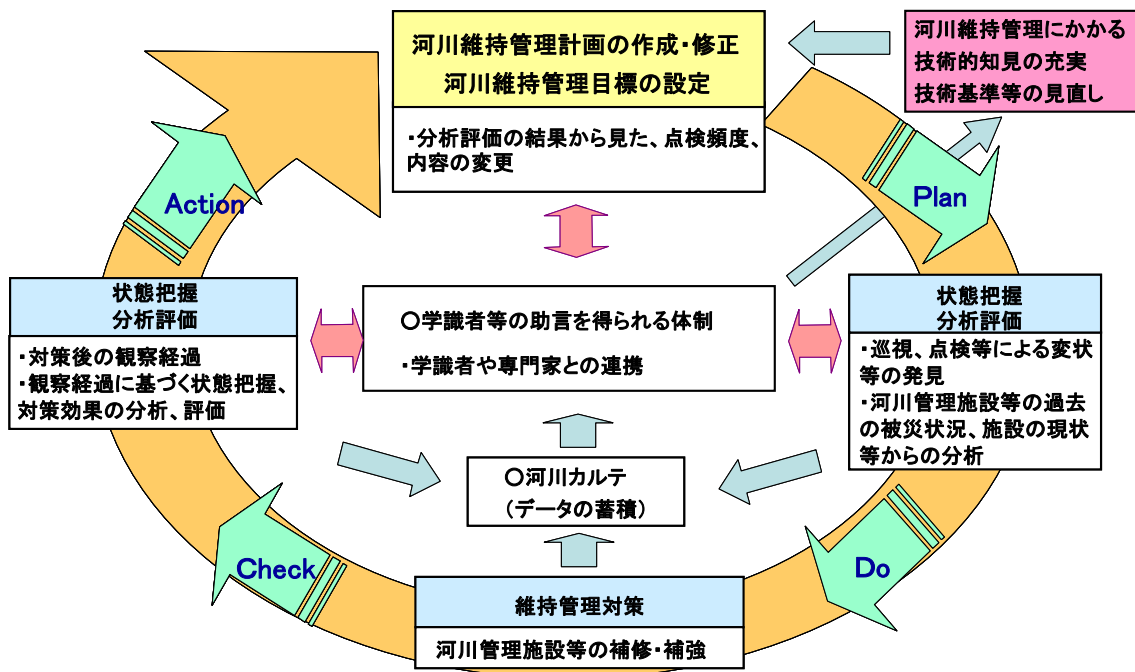 河川維持管理計画の作成・修正
河川維持管理目標の設定
・分析評価の結果から見た、点検頻度、
内容の変更
河川維持管理にかかる
技術的知見の充実
技術基準等の見直し
Action
Plan
状態把握
分析評価
・対策後の観察経過
・観察経過に基づく状態把握、
対策効果の分析、評価
○学識者等の助言を得られる体制
・学識者や専門家との連携
状態把握
分析評価
・巡視、点検等による変状
等の発見
・河川管理施設等の過去
の被災状況、施設の現状
等からの分析
○河川カルテ
（データの蓄積）
Check
Do
維持管理対策
河川管理施設等の補修・補強